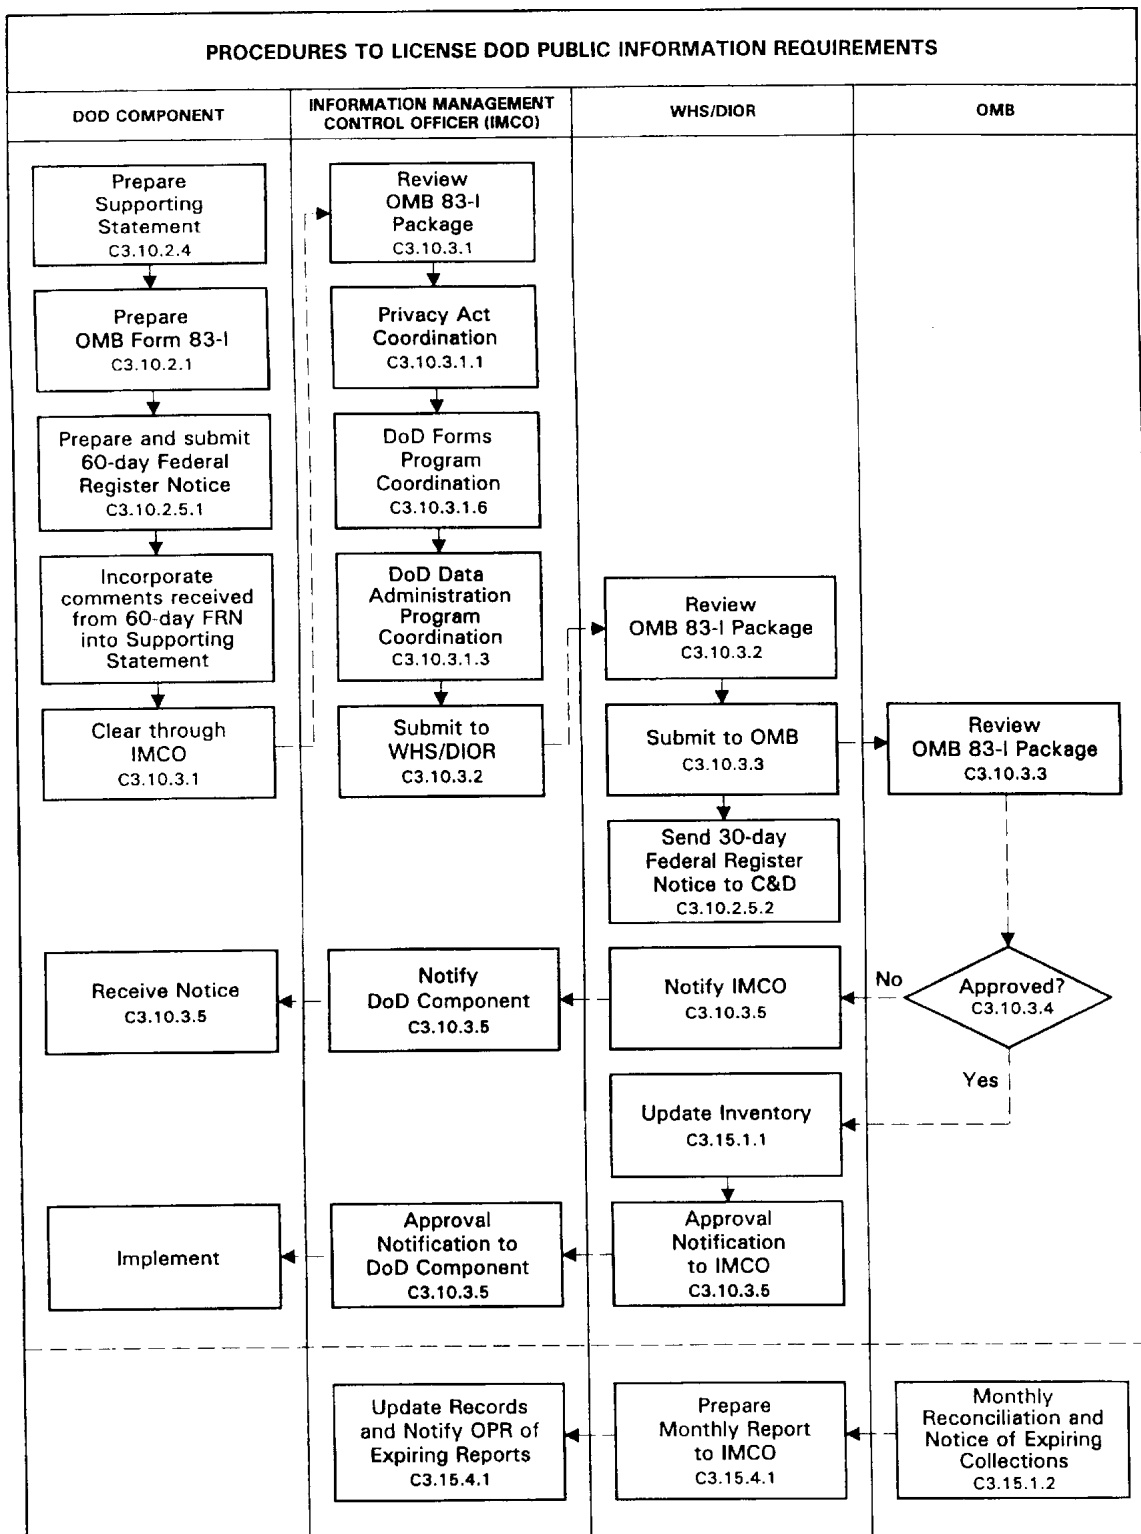 PROCEDURES TO LICENSE DOD PUBLIC INFORMATION REQUIREMENTS
DOD COMPONENT
INFORMATION MANAGEMENT
CONTROL OFFICER (IMCO)
WHS/DIOR
OMB
Prepare
Supporting
Statement
C3.10.2.4
Prepare
OMB Form 83-I
C3.10.2.1
Prepare and submit
60-day Federal
Register Notice
C3.10.2.5.1
Incorporate
comments received
from 60-day FRN
into Supporting
Statement
Clear through
IMCO
C3.10.3.1
Review
OMB 83-I
Package
C3.10.3.1
Privacy Act
Coordination
C3.10.3.1.1
DoD Forms
Program
Coordination
C3.10.3.1.6
DoD Data
Administration
Program
Coordination
C3.10.3.1.3
Submit to
WHS/DIOR
C3.10.3.2
Review
OMB 83-I Package
C3.10.3.2
Submit to OMB
C3.10.3.3
Send 30-day
Federal Register
Notice to C&D
C3.10.2.5.2
Review
OMB 83-I Package
C3.10.3.3
Approved?
C3.10.3.4
No
Notify IMCO
C3.10.3.5
Notify
DoD Component
C3.10.3.5
Receive Notice
C3.10.3.5
Yes
Update Inventory
C3.15.1.1
Approval
Notification
to IMCO
C3.10.3.5
Approval
Notification to
DoD Component
C3.10.3.5
Implement
Monthly
Reconciliation and
Notice of Expiring
Collections
C3.15.1.2
Prepare
Monthly Report
to IMCO
C3.15.4.1
Update Records
and Notify OPR of
Expiring Reports
C3.15.4.1